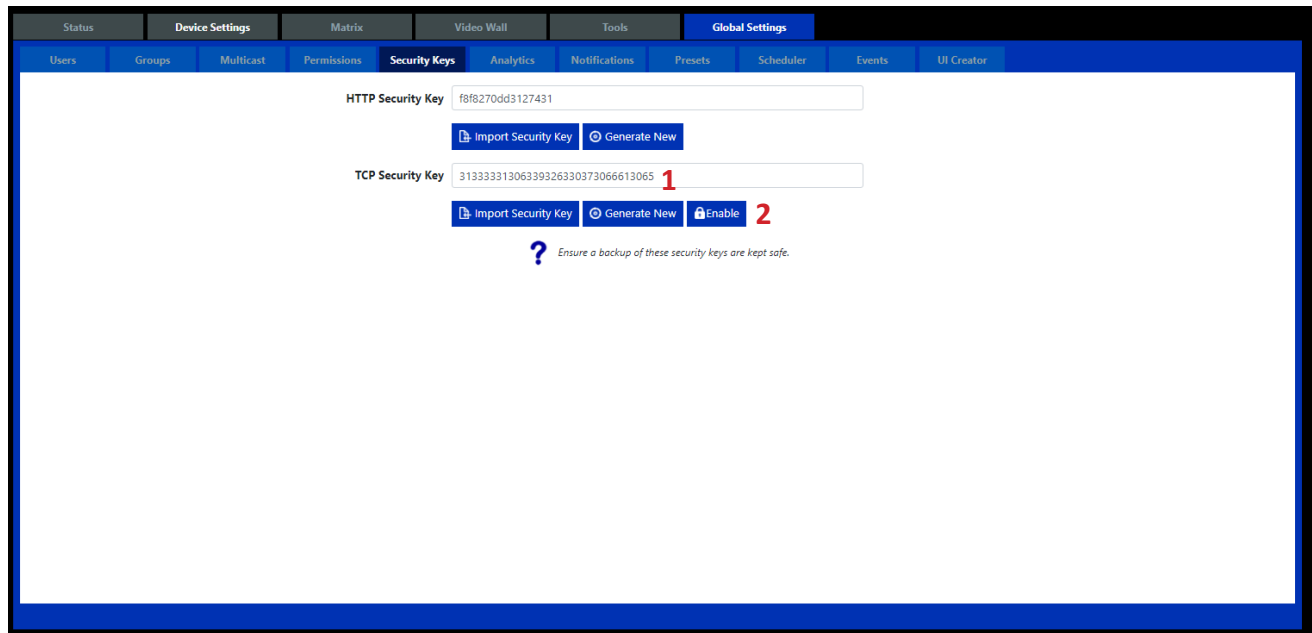 Status Device Settings Matrix Video Wall Tools Global Settings
Users Groups Multicast Permissions Security Keys Analytics Notifications Presets Scheduler Events UI Creator
HTTP Security Key f8f8270dd3127431
Import Security Key Generate New
TCP Security Key 31333331306339326330373066613065 1
Import Security Key Generate New Enable 2
? Ensure a backup of these security keys are kept safe.